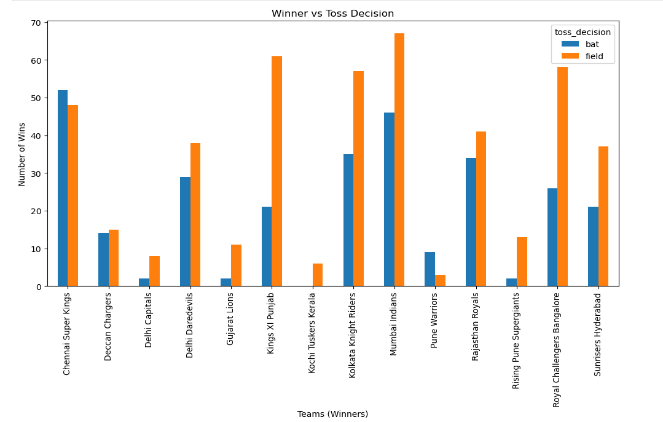 Winner vs Toss Decision
toss_decision
bat
field
Number of Wins
70
60
50
40
30
20
10
0
Chennai Super Kings
Deccan Chargers
Delhi Capitals
Delhi Daredevils
Gujarat Lions
Kings XI Punjab
Kochi Tuskers Kerala
Kolkata Knight Riders
Mumbai Indians
Pune Warriors
Rajasthan Royals
Rising Pune Supergiants
Royal Challengers Bangalore
Sunrisers Hyderabad
Teams (Winners)